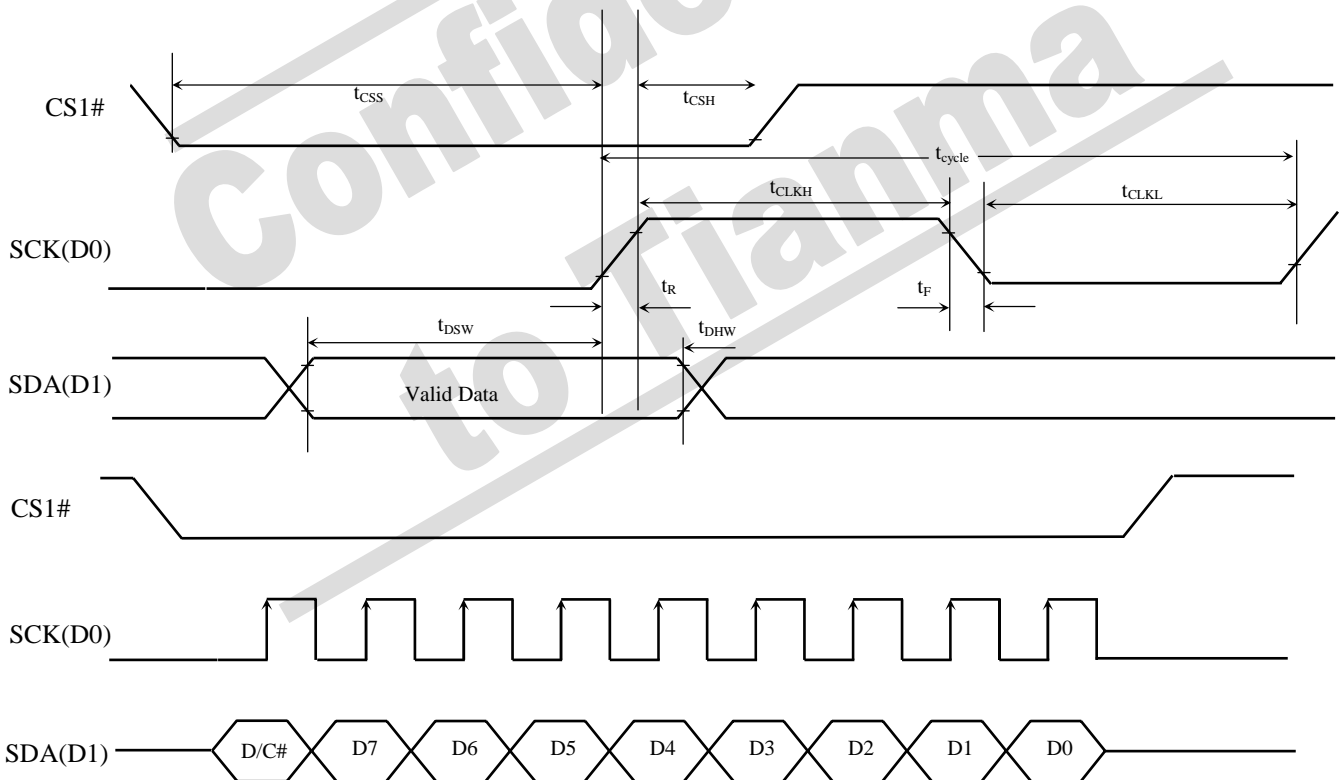 Confide
to Tianma
CS1#
tCSS
tCSH
tcycle
tCLKH
tCLKL
SCK(D0)
tR
tF
tDSW
tDHW
SDA(D1)
Valid Data
CS1#
SCK(D0)
SDA(D1)
D/C# D7 D6 D5 D4 D3 D2 D1 D0